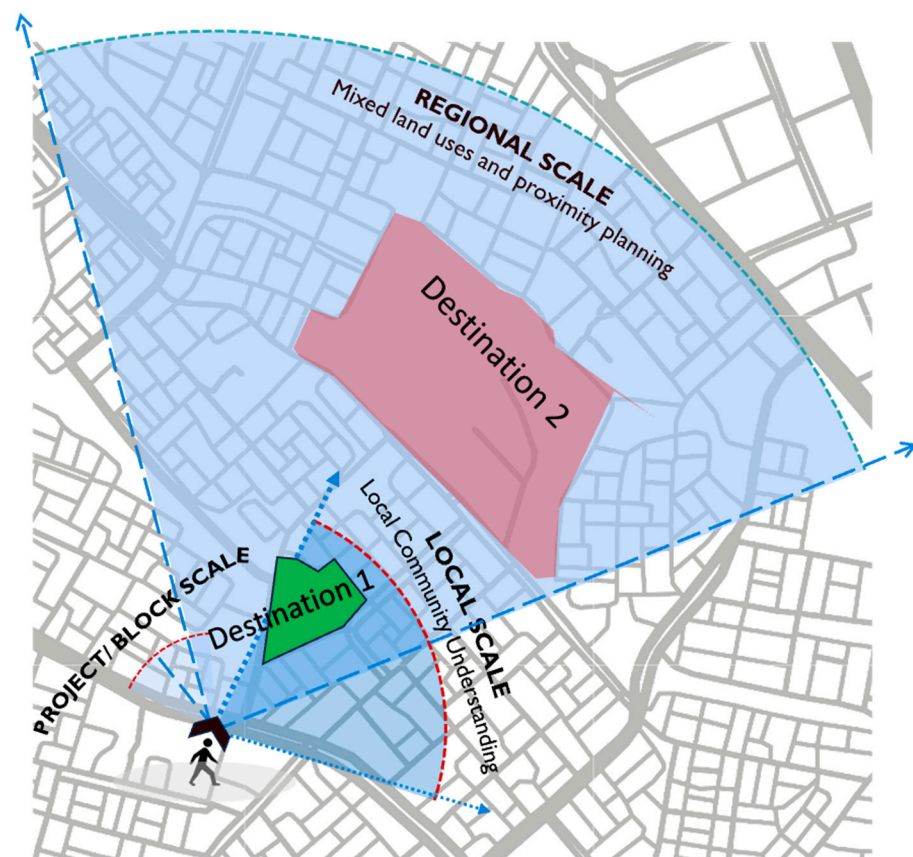 REGIONAL SCALE
Mixed land uses and proximity planning
Destination 2
LOCAL SCALE
Local Community Understanding
Destination 1
PROJECT/ BLOCK SCALE